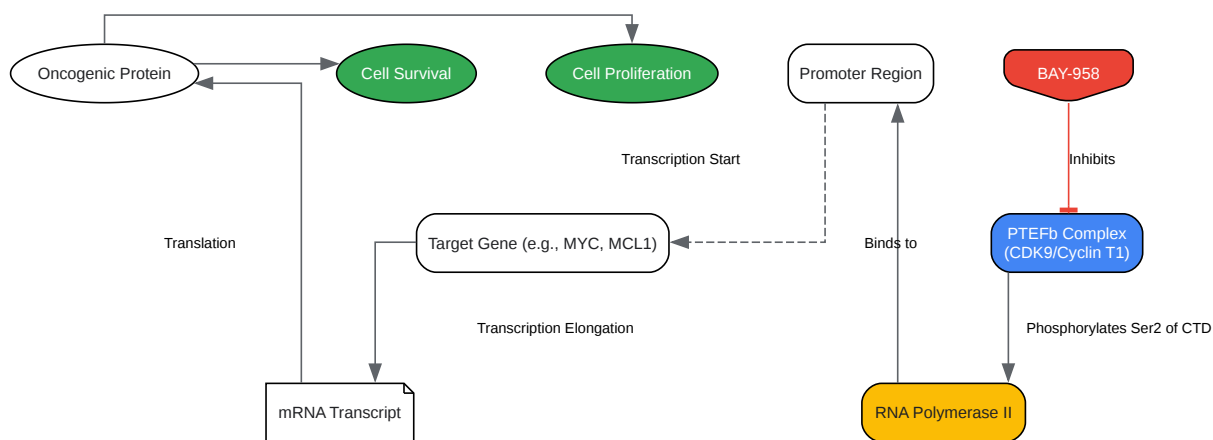 Oncogenic Protein
Cell Survival
Cell Proliferation
Promoter Region
BAY-958
Transcription Start
Inhibits
Translation
Target Gene (e.g., MYC, MCL1)
Binds to
PTEFb Complex
(CDK9/Cyclin T1)
Transcription Elongation
Phosphorylates Ser2 of CTD
mRNA Transcript
RNA Polymerase II